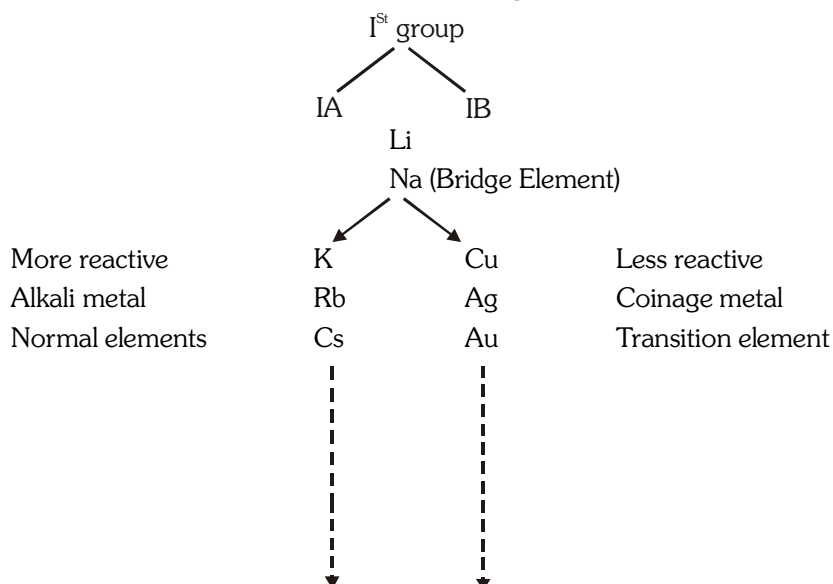 Ist group
IA IB
Li
Na (Bridge Element)
More reactive K Cu Less reactive
Alkali metal Rb Ag Coinage metal
Normal elements Cs Au Transition element